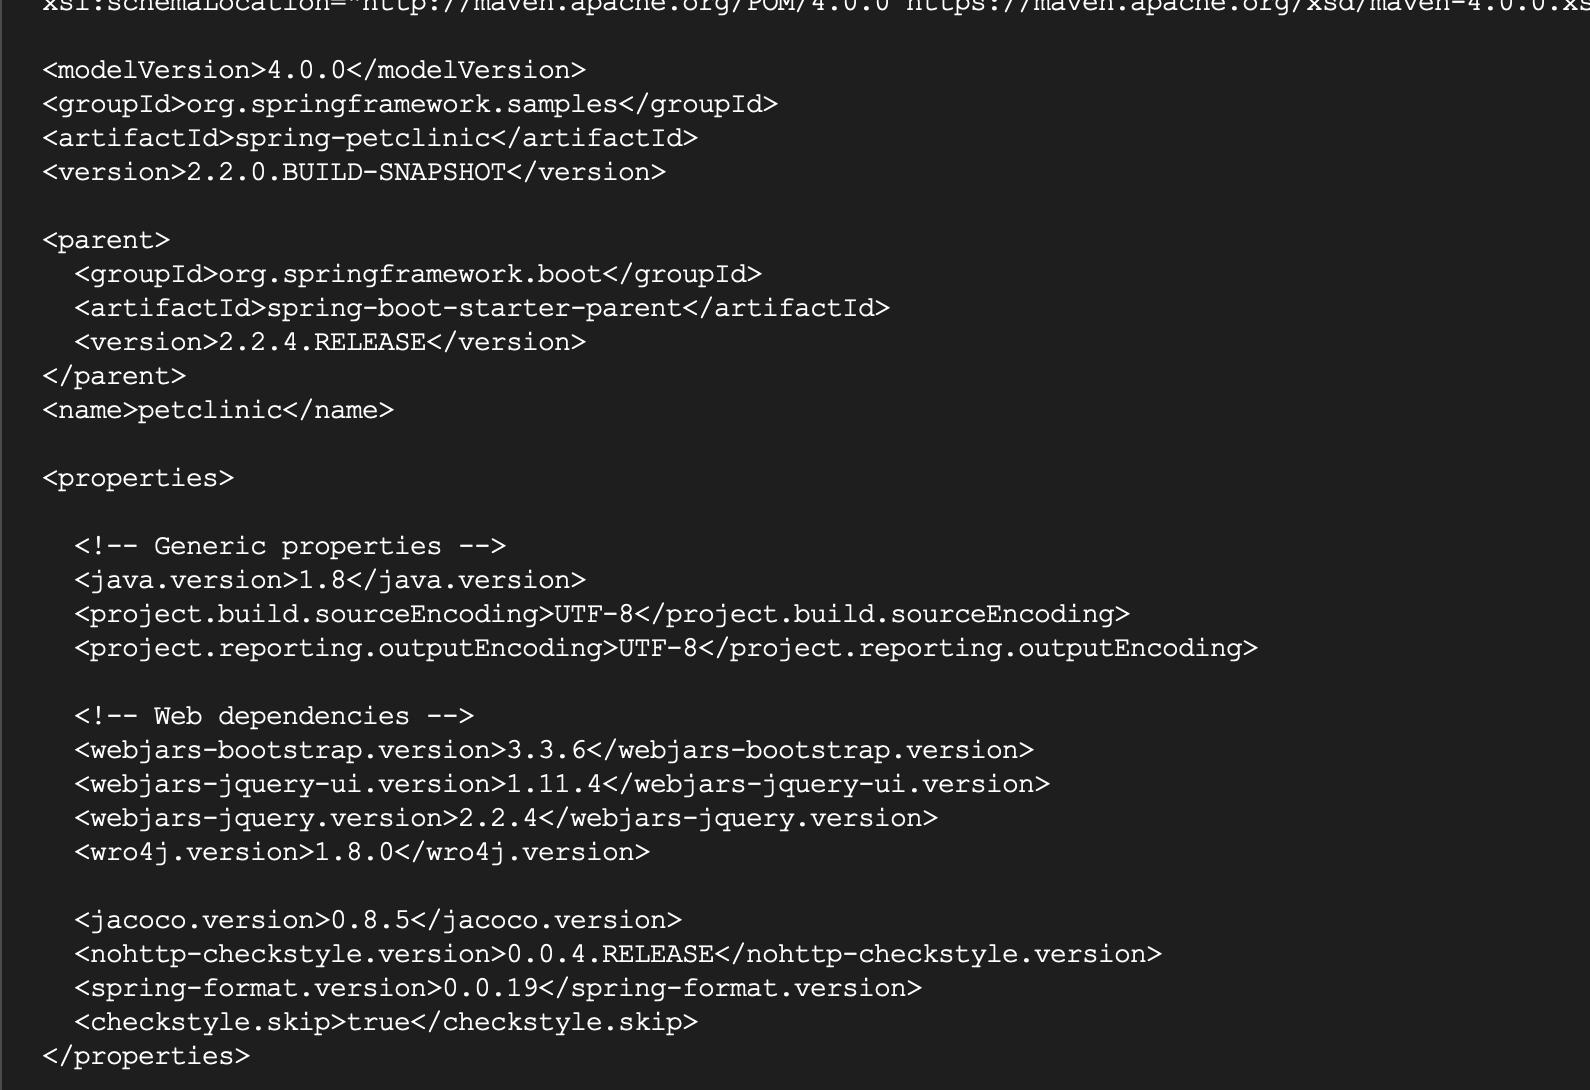 xsi:schemaLocation="http://maven.apache.org/POM/4.0.0 https://maven.apache.org/xsd/maven-4.0.0.xs
<modelVersion>4.0.0</modelVersion>
<groupId>org.springframework.samples</groupId>
<artifactId>spring-petclinic</artifactId>
<version>2.2.0.BUILD-SNAPSHOT</version>
<parent>
<groupId>org.springframework.boot</groupId>
<artifactId>spring-boot-starter-parent</artifactId>
<version>2.2.4.RELEASE</version>
</parent>
<name>petclinic</name>
<properties>
<!-- Generic properties -->
<java.version>1.8</java.version>
<project.build.sourceEncoding>UTF-8</project.build.sourceEncoding>
<project.reporting.outputEncoding>UTF-8</project.reporting.outputEncoding>
<!-- Web dependencies -->
<webjars-bootstrap.version>3.3.6</webjars-bootstrap.version>
<webjars-jquery-ui.version>1.11.4</webjars-jquery-ui.version>
<webjars-jquery.version>2.2.4</webjars-jquery.version>
<wro4j.version>1.8.0</wro4j.version>
<jacoco.version>0.8.5</jacoco.version>
<nohttp-checkstyle.version>0.0.4.RELEASE</nohttp-checkstyle.version>
<spring-format.version>0.0.19</spring-format.version>
<checkstyle.skip>true</checkstyle.skip>
</properties>